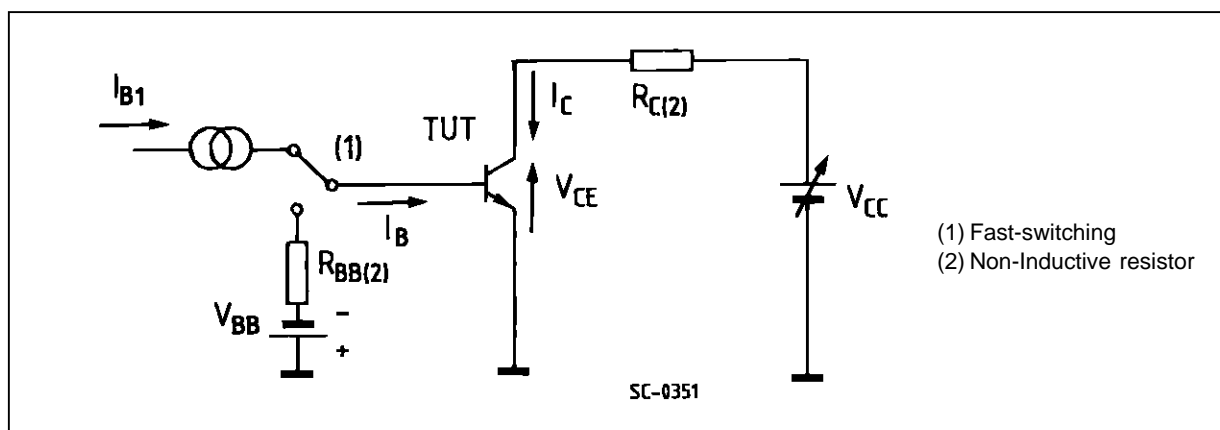 I_B1
(1)
TUT
I_C
R_C(2)
V_CE
V_CC
I_B
R_BB(2)
V_BB
-
+
(1) Fast-switching
(2) Non-Inductive resistor
SC-0351